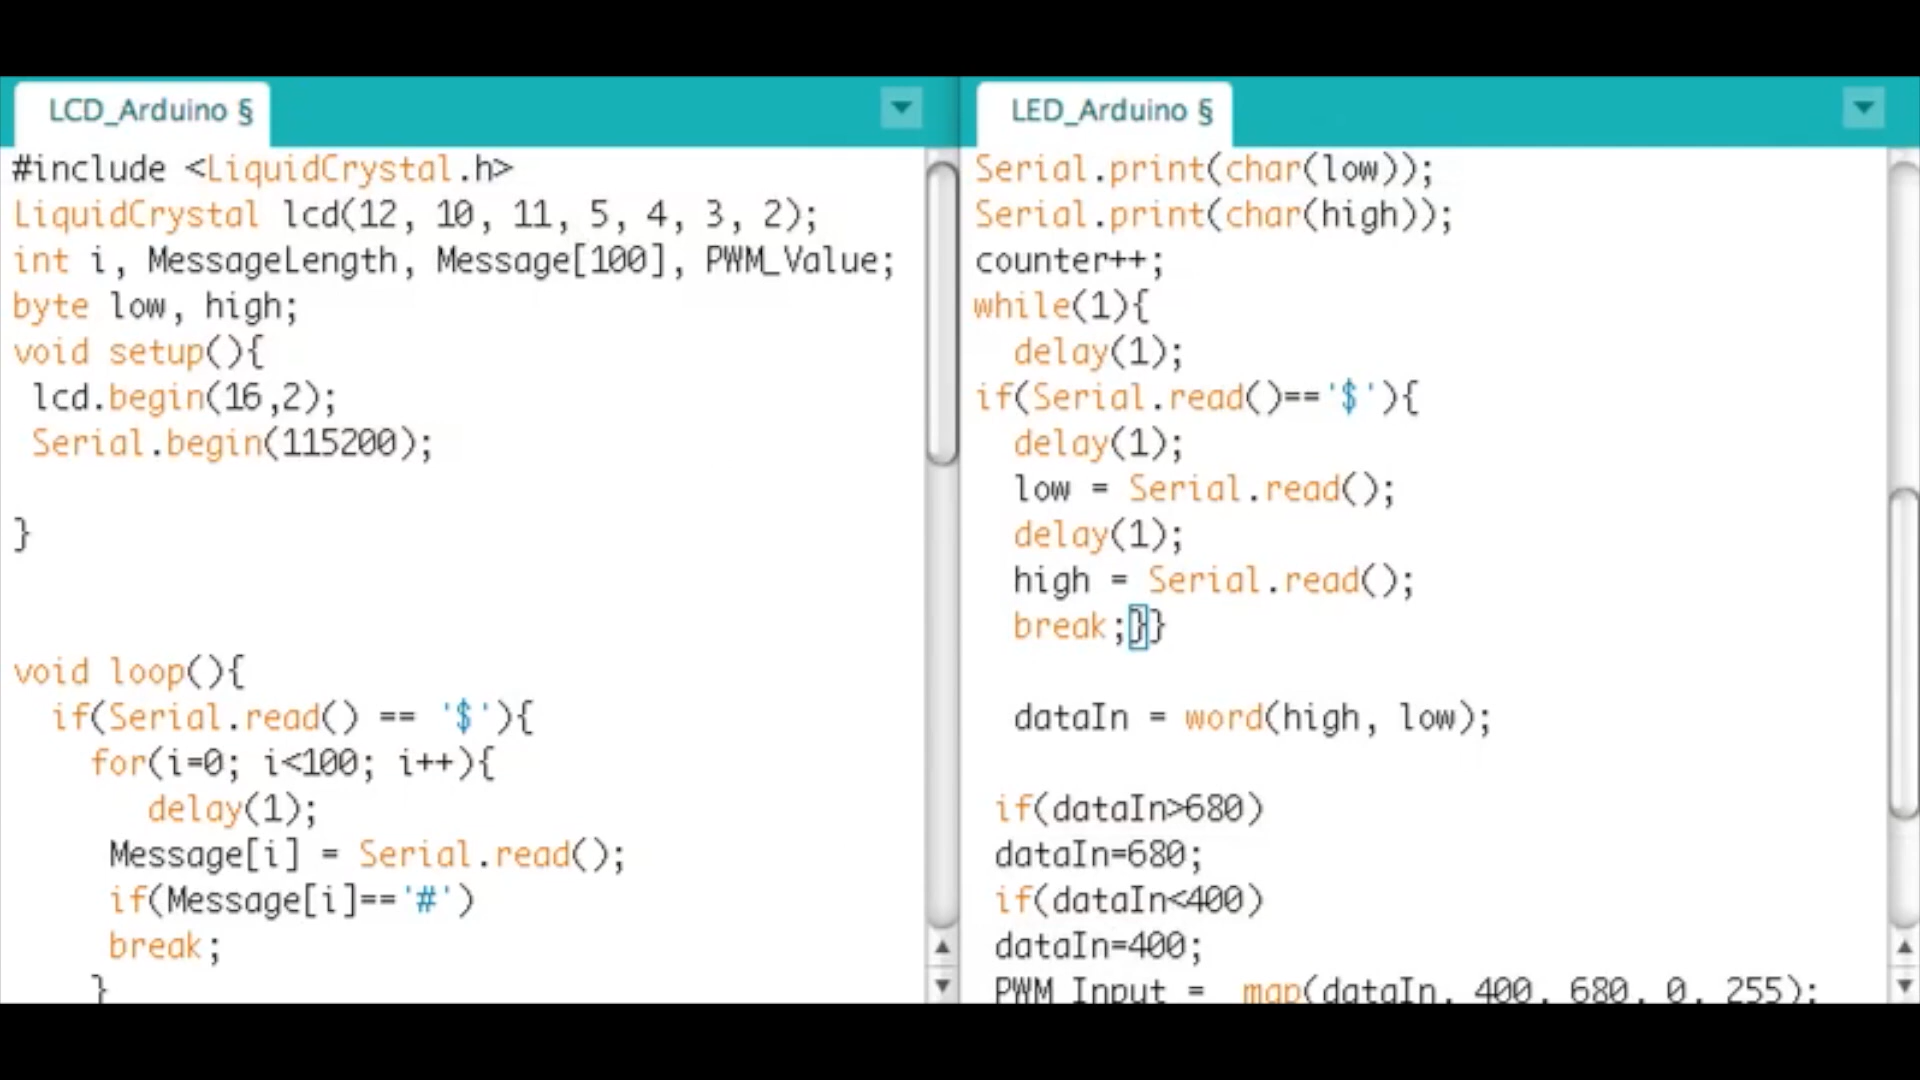 LCD_Arduino §
#include <LiquidCrystal.h>
LiquidCrystal lcd(12, 10, 11, 5, 4, 3, 2);
int i, MessageLength, Message[100], PWM_Value;
byte low, high;
void setup(){
lcd.begin(16,2);
Serial.begin(115200);
}
void loop(){
if(Serial.read() == '$'){
for(i=0; i<100; i++){
delay(1);
Message[i] = Serial.read();
if(Message[i]=='#')
break;
}
LED_Arduino §
Serial.print(char(low));
Serial.print(char(high));
counter++;
while(1){
delay(1);
if(Serial.read()=='$'){
delay(1);
low = Serial.read();
delay(1);
high = Serial.read();
break;}}
dataIn = word(high, low);
if(dataIn>680)
dataIn=680;
if(dataIn<400)
dataIn=400;
PWM_Input = map(dataIn, 400, 680, 0, 255);